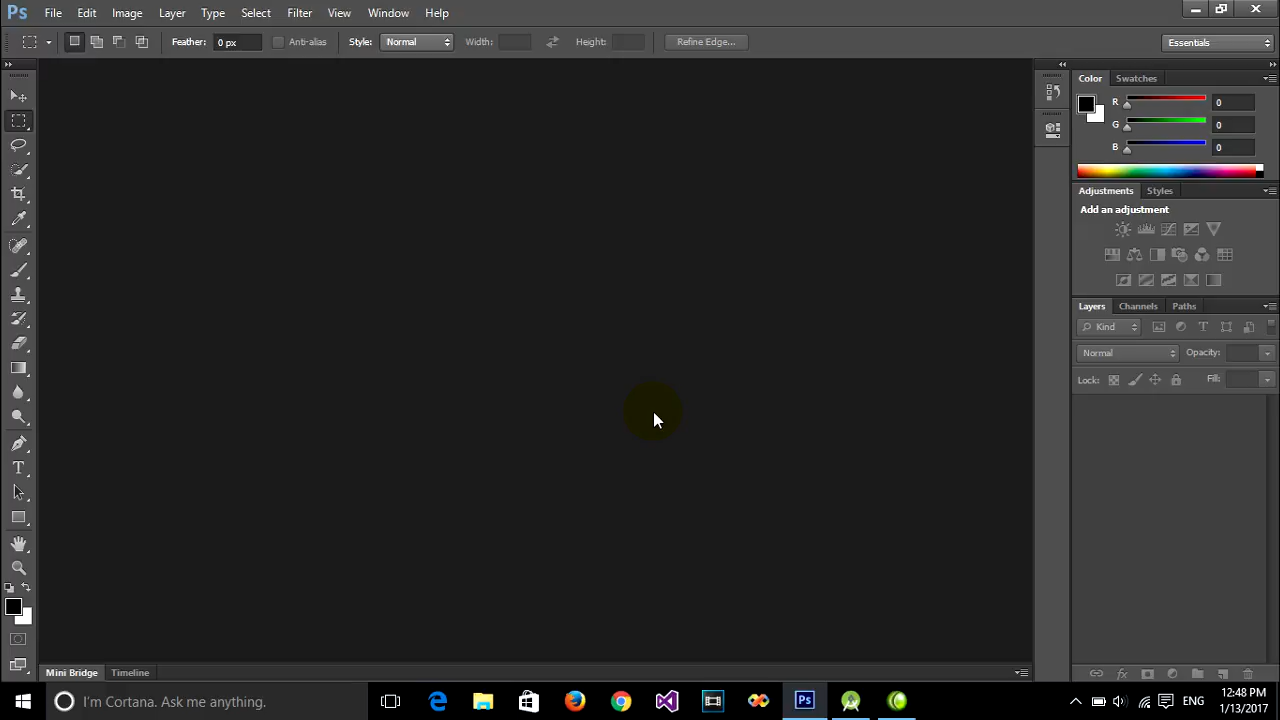 Ps File Edit Image Layer Type Select Filter View Window Help
Feather: 0 px Anti-alias Style: Normal Width: Height: Refine Edge... Essentials
Color Swatches
R 0
G 0
B 0
Adjustments Styles
Add an adjustment
Layers Channels Paths
Kind T
Normal Opacity:
Lock: Fill:
T
fx
Mini Bridge Timeline
I'm Cortana. Ask me anything. Ps ENG 12:48 PM
1/13/2017